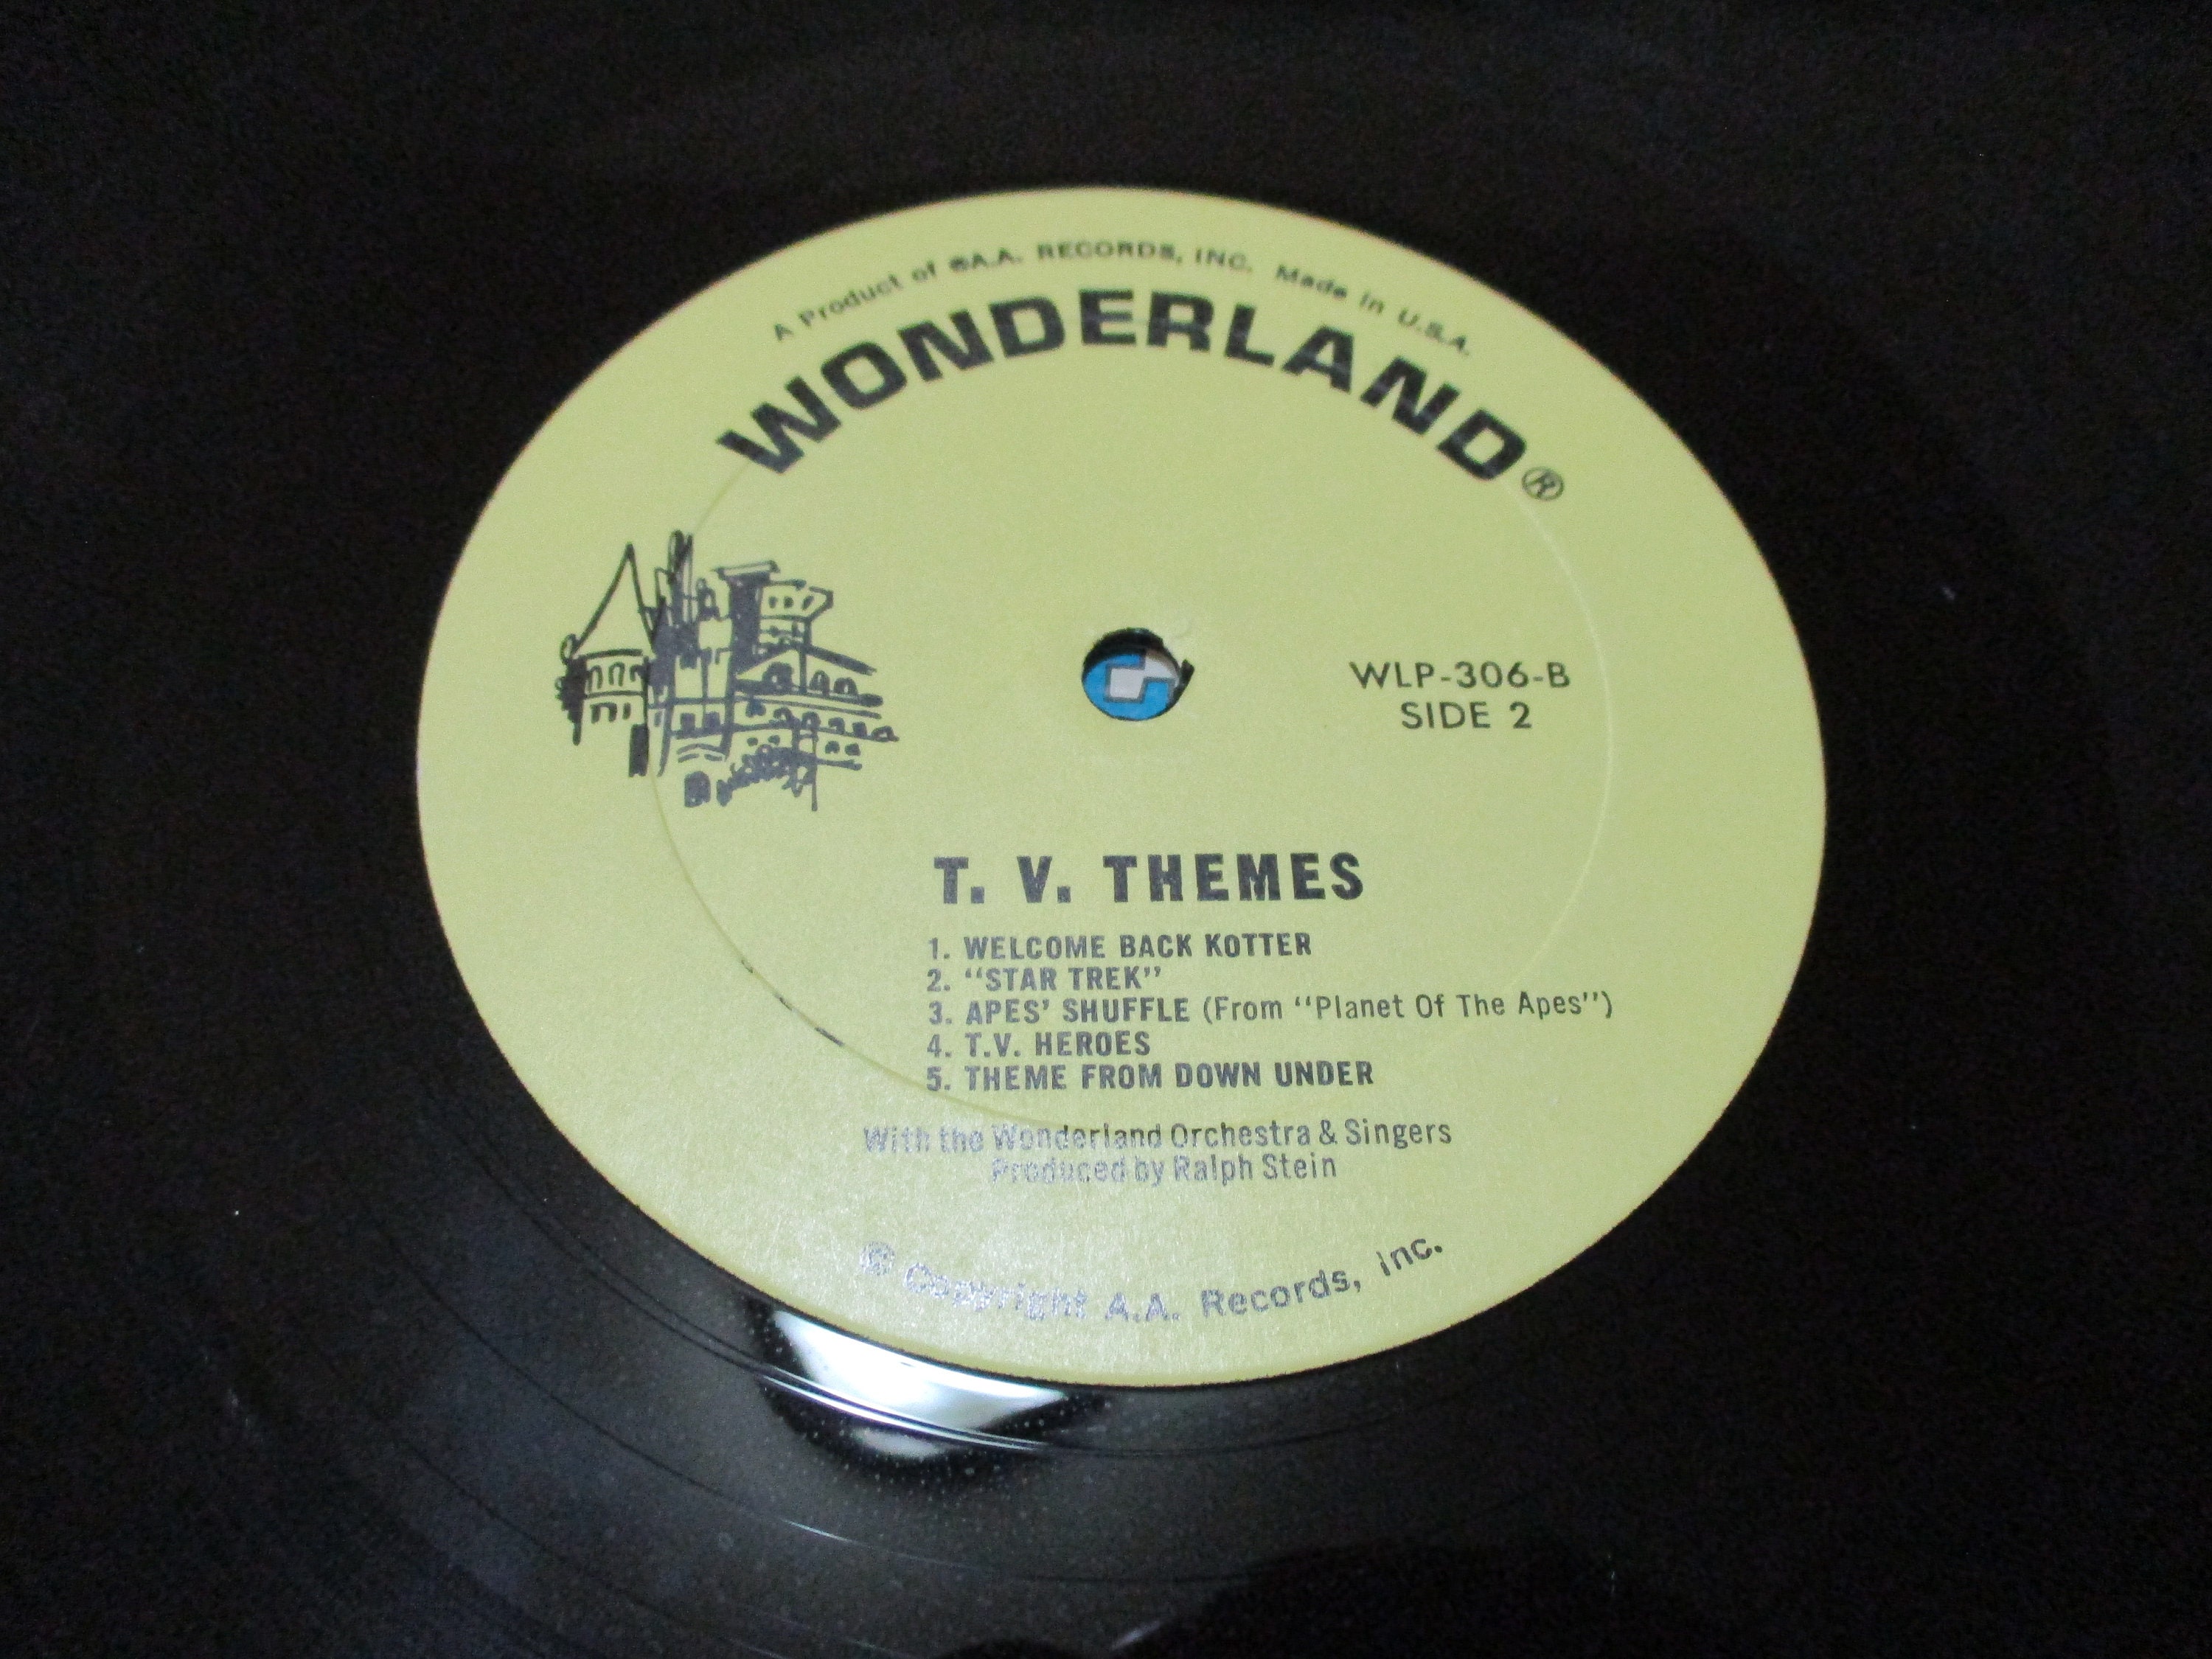 A Product of ®A.A. RECORDS, INC. Made in U.S.A.
WONDERLAND®
WLP-306-B
SIDE 2
T. V. THEMES
1. WELCOME BACK KOTTER
2. “STAR TREK”
3. APES’ SHUFFLE (From “Planet Of The Apes”)
4. T.V. HEROES
5. THEME FROM DOWN UNDER
With the Wonderland Orchestra & Singers
Produced by Ralph Stein
© Copyright A.A. Records, Inc.